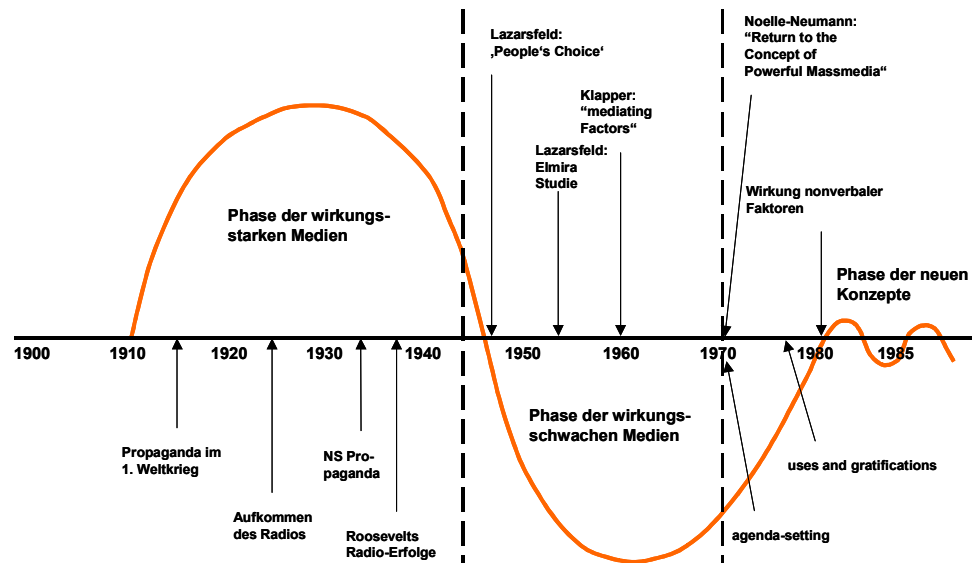 Noelle-Neumann:
“Return to the
Concept of
Powerful Massmedia“
Lazarsfeld:
‚People‘s Choice‘
Klapper:
“mediating
Factors“
Lazarsfeld:
Elmira
Studie
Wirkung nonverbaler
Faktoren
Phase der wirkungs-
starken Medien
Phase der neuen
Konzepte
1900
1910
1920
1930
1940
1950
1960
1970
1980
1985
Phase der wirkungs-
schwachen Medien
Propaganda im
1. Weltkrieg
NS Pro-
paganda
uses and gratifications
Aufkommen
des Radios
Roosevelts
Radio-Erfolge
agenda-setting